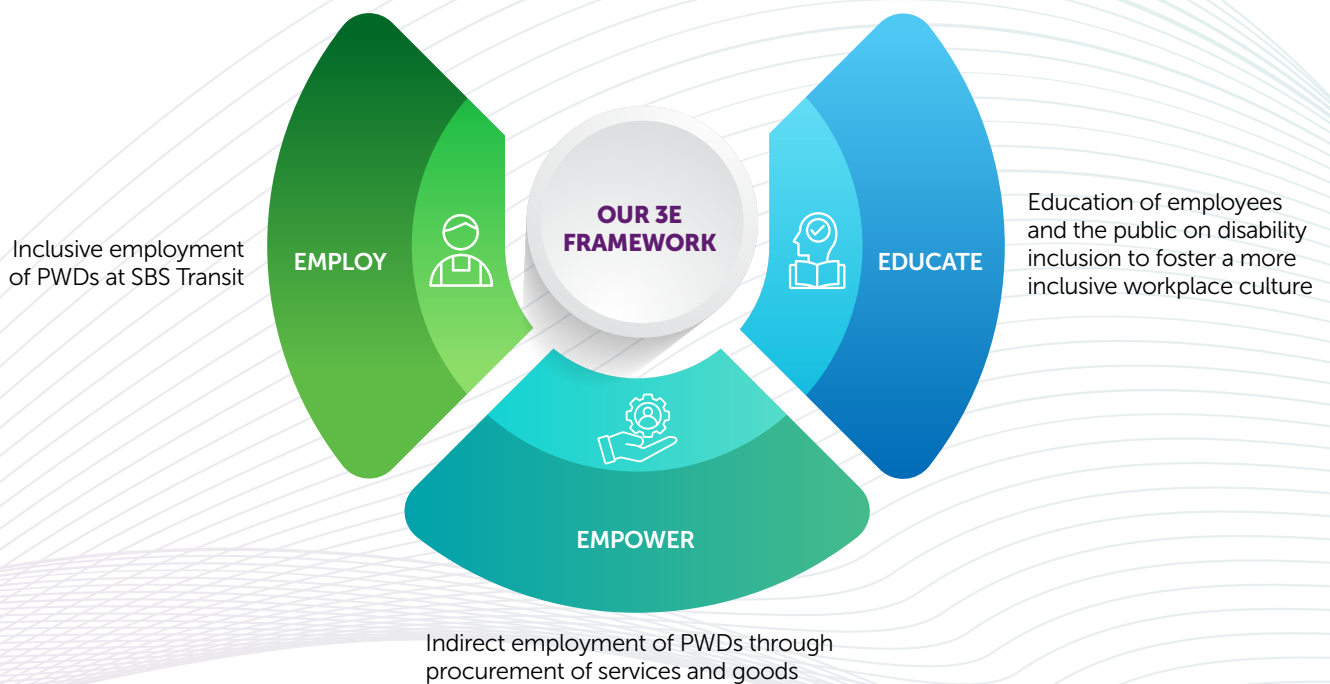 OUR 3E
FRAMEWORK
Inclusive employment
of PWDs at SBS Transit
EMPLOY
EDUCATE
Education of employees
and the public on disability
inclusion to foster a more
inclusive workplace culture
EMPOWER
Indirect employment of PWDs through
procurement of services and goods